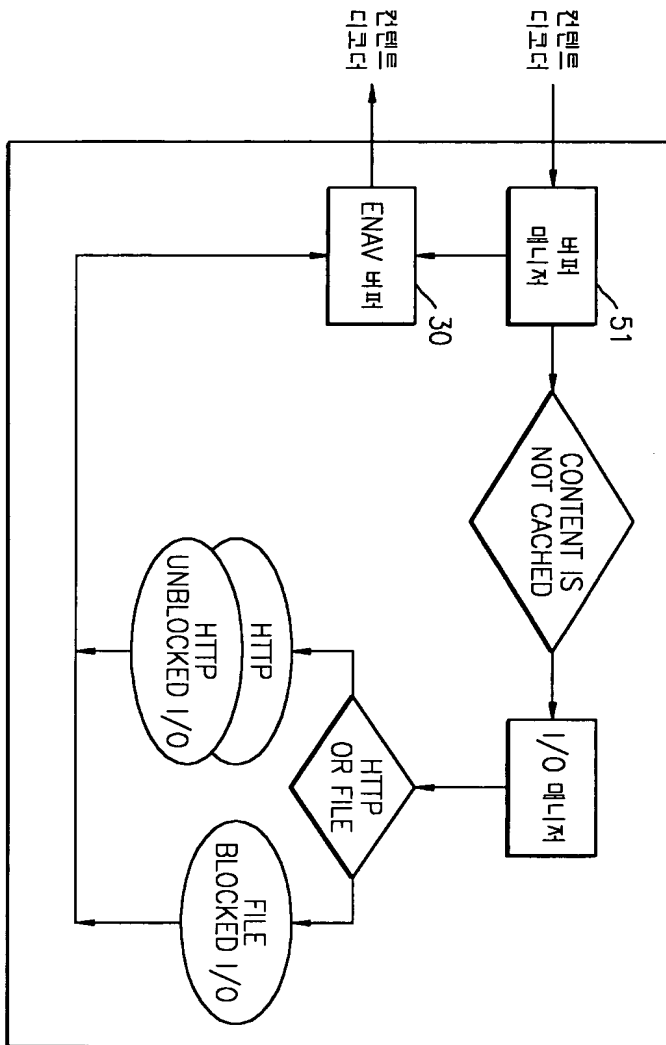 컨텐트
디코더
51
버퍼
매니저
CONTENT IS
NOT CACHED
I/O 매니저
컨텐트
디코더
30
ENAV 버퍼
HTTP
OR FILE
HTTP
HTTP
UNBLOCKED I/O
FILE
BLOCKED I/O